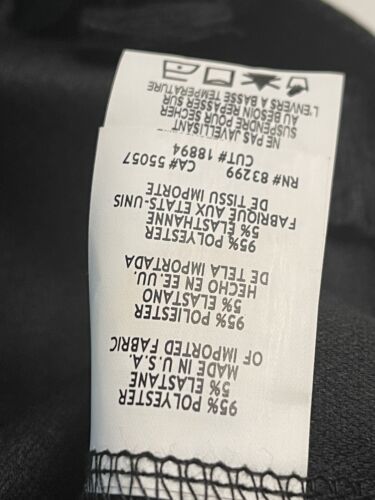 95% POLYESTER
5% ELASTANE
MADE IN U.S.A.
OF IMPORTED FABRIC
95% POLIESTER
5% ELASTANO
HECHO EN EE. UU.
DE TELA IMPORTADA
95% POLYESTER
5% ELASTHANNE
FABRIQUE AUX ETATS-UNIS
DE TISSU IMPORTE
RN# 83299 CA# 55057
CUT# 18894
NE PAS JAVELLISANT
SUSPENDRE POUR SECHER
AU BESOIN REPASSER SUR
L'ENVERS A BASSE TEMPERATURE